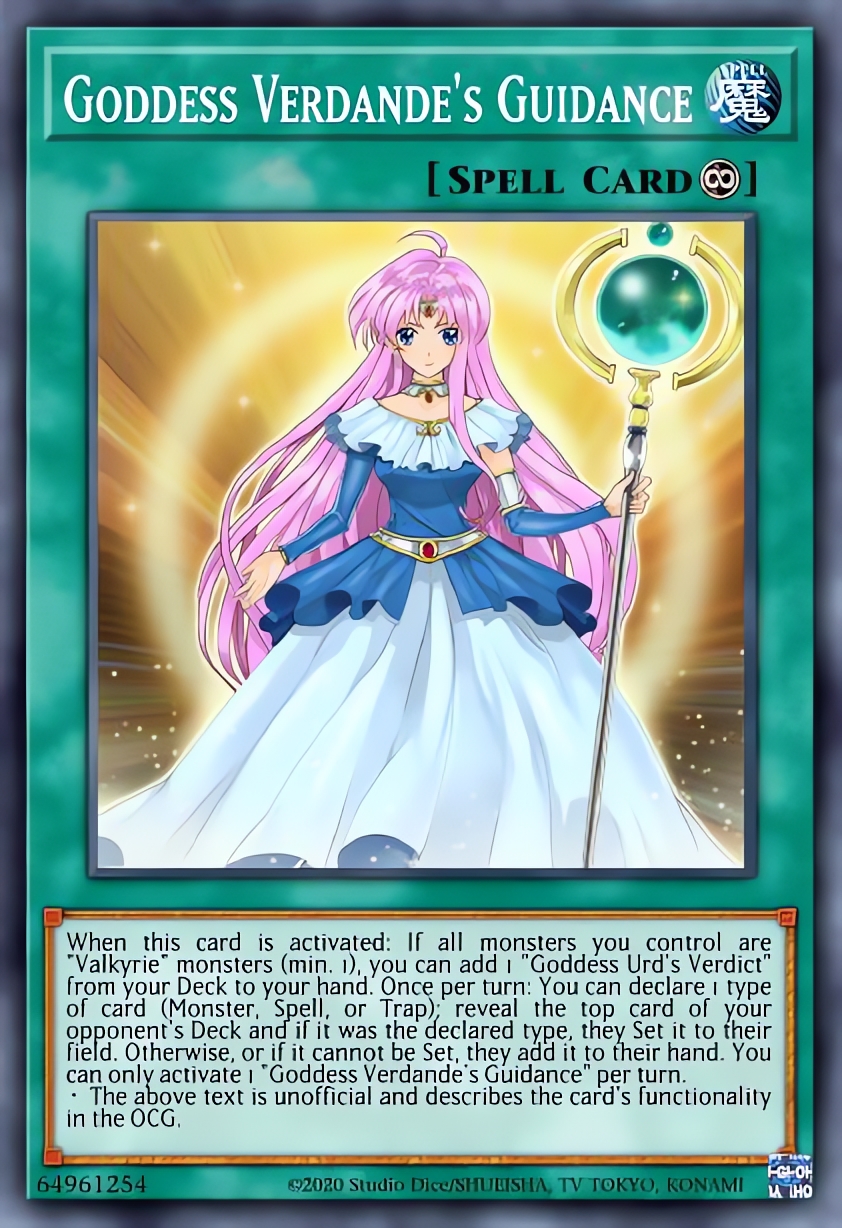 GODDESS VERDANDE'S GUIDANCE
魔
[SPELL CARD∞]
When this card is activated: If all monsters you control are
"Valkyrie" monsters (min. 1), you can add 1 "Goddess Urd's Verdict"
from your Deck to your hand. Once per turn: You can declare 1 type
of card (Monster, Spell, or Trap); reveal the top card of your
opponent's Deck and if it was the declared type, they Set it to their
field. Otherwise, or if it cannot be Set, they add it to their hand. You
can only activate 1 "Goddess Verdande's Guidance" per turn.
· The above text is unofficial and describes the card's functionality
in the OCG.
64961254 ©2020 Studio Dice/SHUEISHA, TV TOKYO, KONAMI